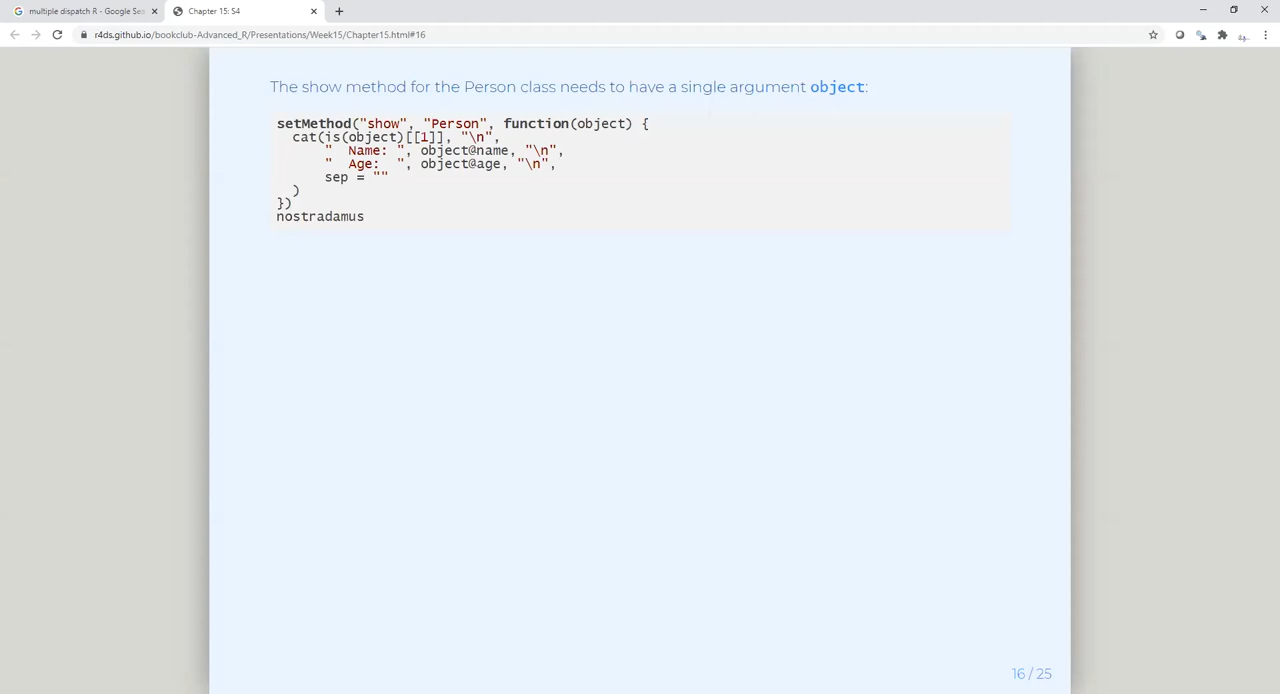 multiple dispatch R - Google Sea
Chapter 15: S4
r4ds.github.io/bookclub-Advanced_R/Presentations/Week15/Chapter15.html#16
The show method for the Person class needs to have a single argument object:
setMethod("show", "Person", function(object) {
  cat(is(object)[[1]], "\n",
      "  Name: ", object@name, "\n",
      "  Age:  ", object@age, "\n",
      sep = ""
  )
})
nostradamus
16 / 25